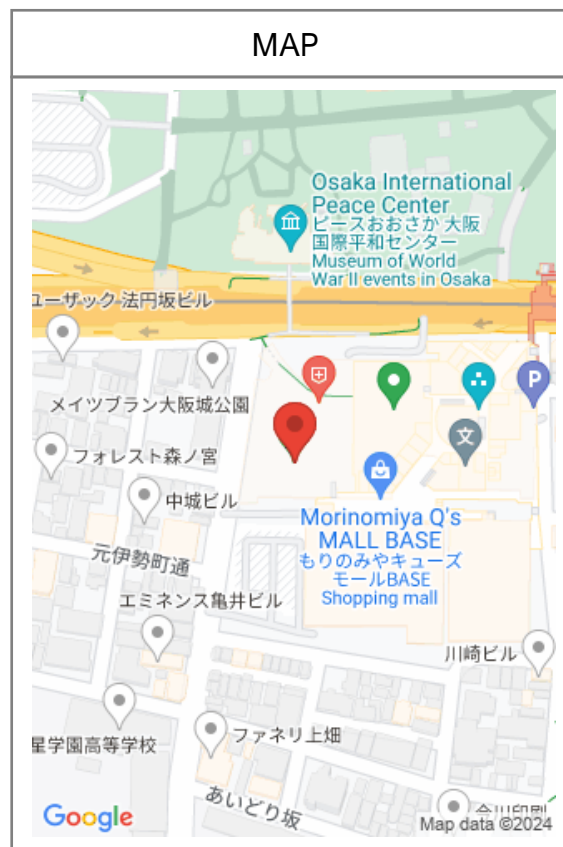 MAP
Osaka International
Peace Center
ピースおおさか 大阪
国際平和センター
Museum of World
War II events in Osaka
ユーザック 法円坂ビル
メイツブラン大阪城公園
P
文
フォレスト森ノ宮
中城ビル
Morinomiya Q's
MALL BASE
もりのみやキューズ
モールBASE
Shopping mall
元伊勢町通
エミネンス亀井ビル
川崎ビル
星学園高等学校
ファネリ上畑
あいどり坂
Google
Map data ©2024